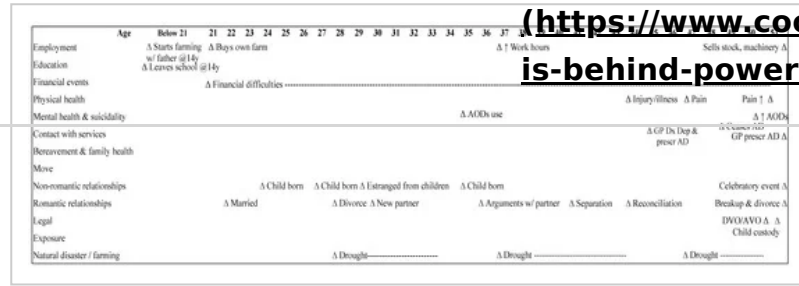 (https://www.coo
Age Below 21 21 22 23 24 25 26 27 28 29 30 31 32 33 34 35 36 37
Employment Δ Starts farming w/ father @14y Δ Buys own farm Δ ↑ Work hours Sells stock, machinery Δ
is-behind-power
Education Δ Leaves school @14y
Financial events Δ Financial difficulties
Physical health Δ Injury/illness Δ Pain Pain ↑ Δ
Mental health & suicidality Δ AODs use Δ ↑ AODs
Contact with services Δ GP Dx Dep & prescr AD GP prescr AD Δ
Bereavement & family health
Move
Non-romantic relationships Δ Child born Δ Child born Δ Estranged from children Δ Child born Celebratory event Δ
Romantic relationships Δ Married Δ Divorce Δ New partner Δ Arguments w/ partner Δ Separation Δ Reconciliation Breakup & divorce Δ
Legal DVO/AVO Δ Δ
Exposure Child custody
Natural disaster / farming Δ Drought Δ Drought Δ Drought